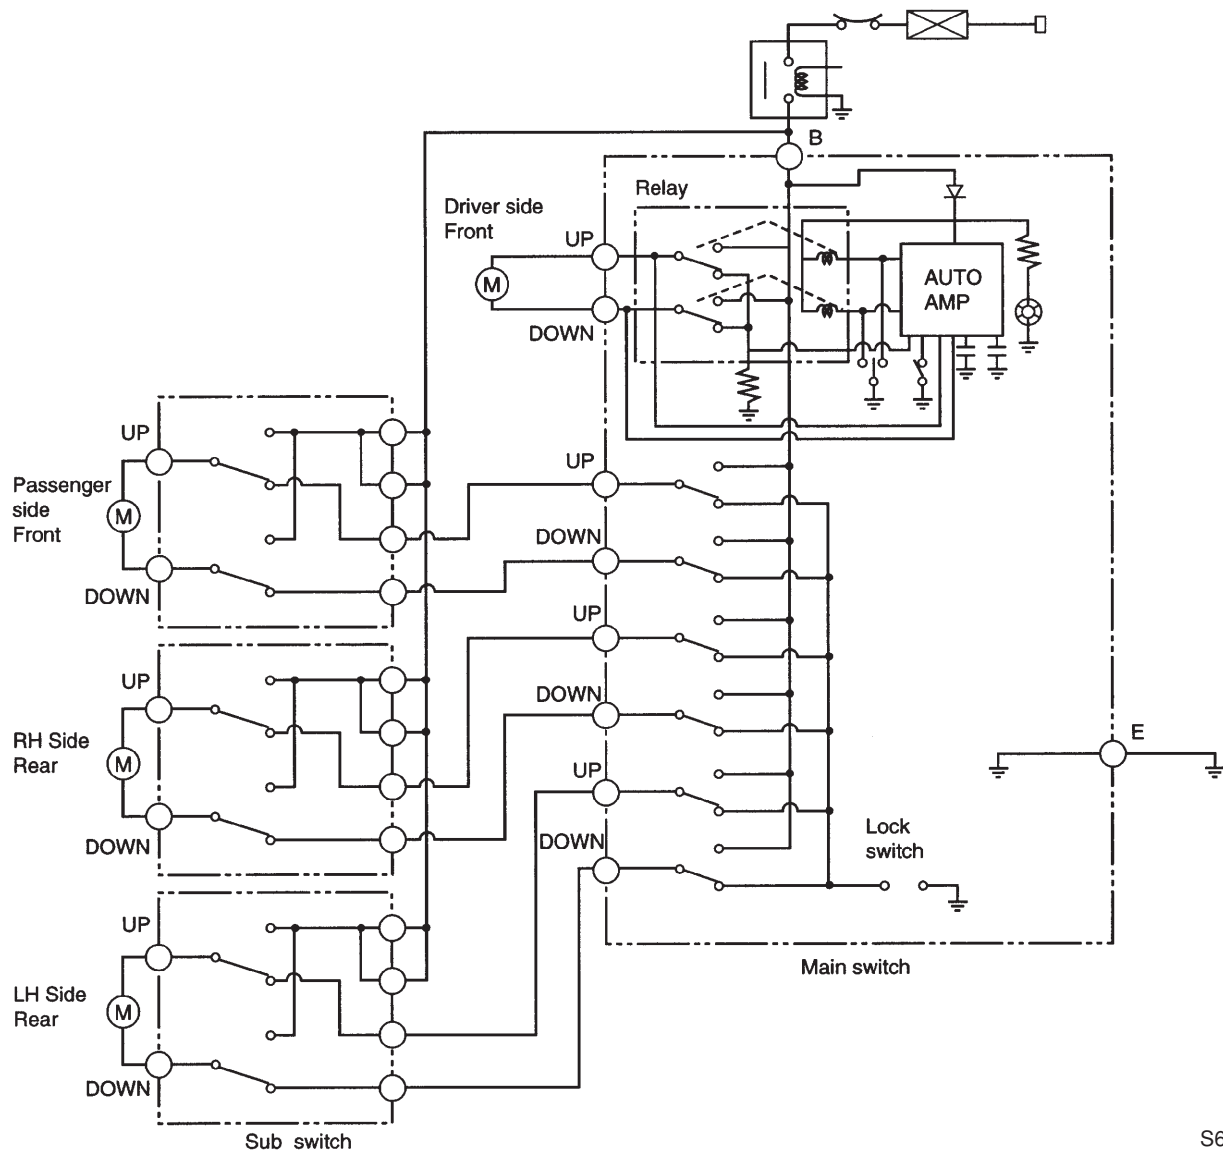 B
Relay
Driver side
Front
UP
M
DOWN
AUTO
AMP
UP
Passenger
side
Front
M
DOWN
UP
DOWN
UP
RH Side
Rear
M
DOWN
UP
DOWN
UP
DOWN
Lock
switch
E
Main switch
UP
LH Side
Rear
M
DOWN
Sub switch
S6